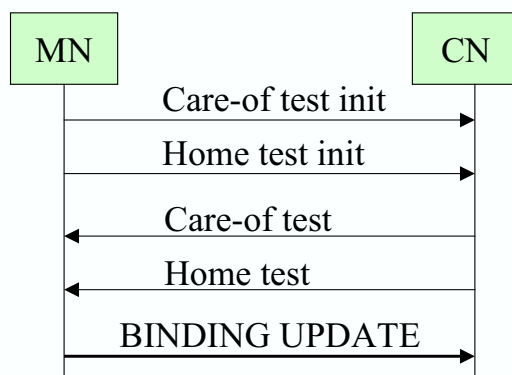 MN CN
Care-of test init
Home test init
Care-of test
Home test
BINDING UPDATE